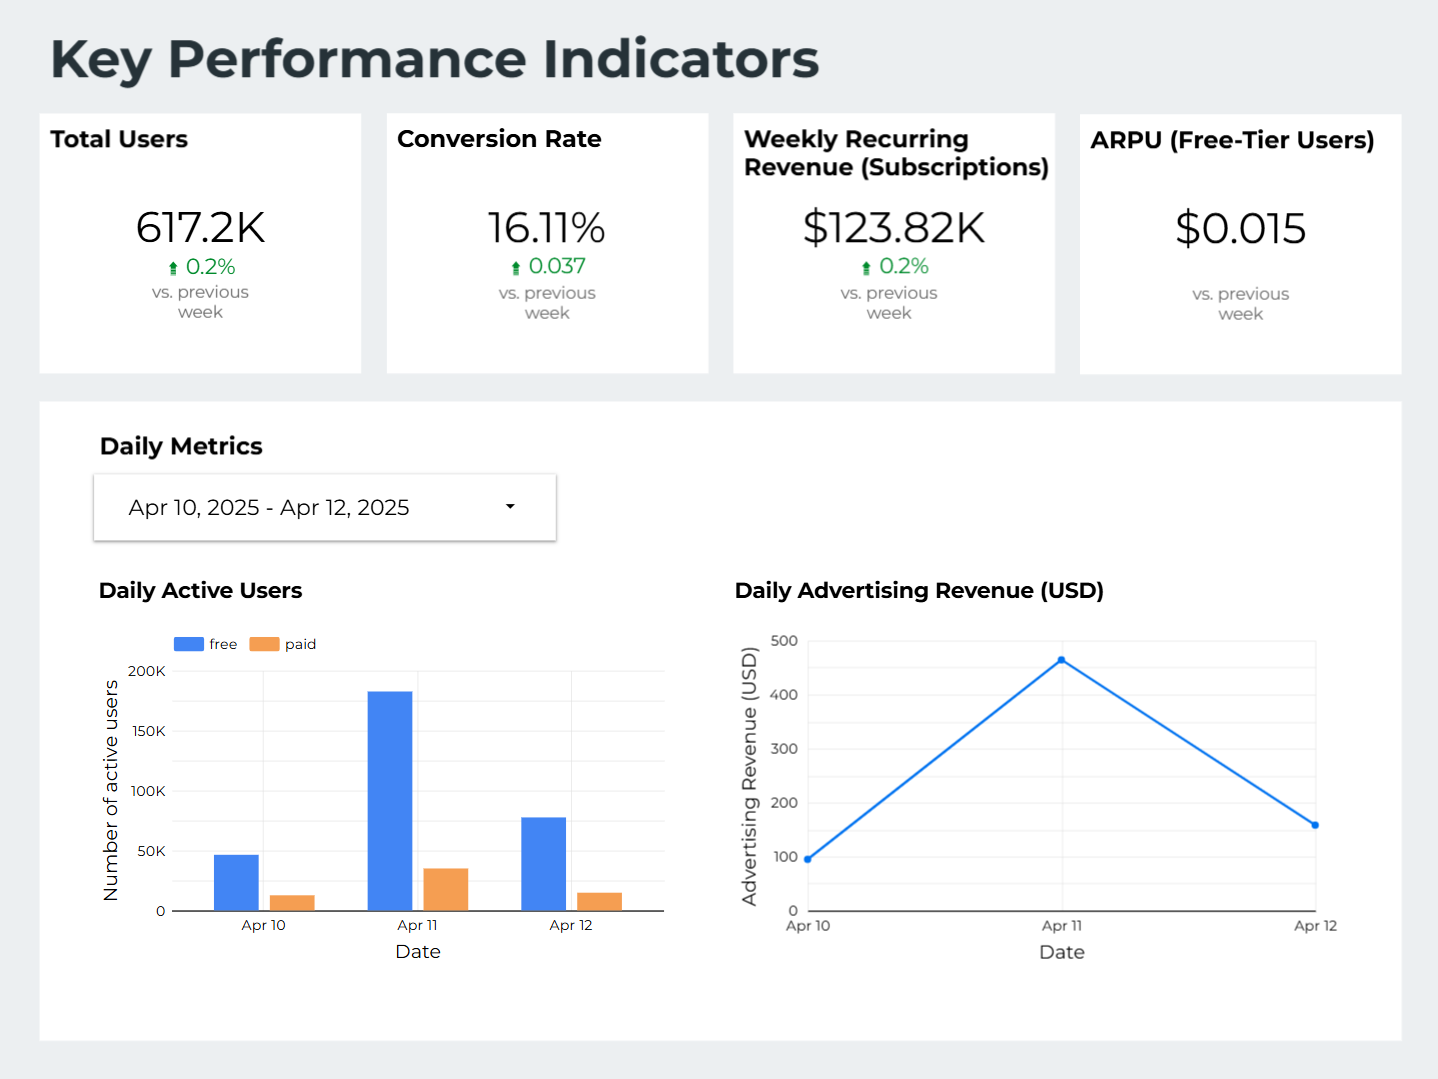 Key Performance Indicators
Total Users
617.2K
0.2%
vs. previous
week
Conversion Rate
16.11%
0.037
vs. previous
week
Weekly Recurring
Revenue (Subscriptions)
$123.82K
0.2%
vs. previous
week
ARPU (Free-Tier Users)
$0.015
vs. previous
week
Daily Metrics
Apr 10, 2025 - Apr 12, 2025
Daily Active Users
free
paid
Number of active users
200K
150K
100K
50K
0
Apr 10
Apr 11
Apr 12
Date
Daily Advertising Revenue (USD)
Advertising Revenue (USD)
500
400
300
200
100
0
Apr 10
Apr 11
Apr 12
Date